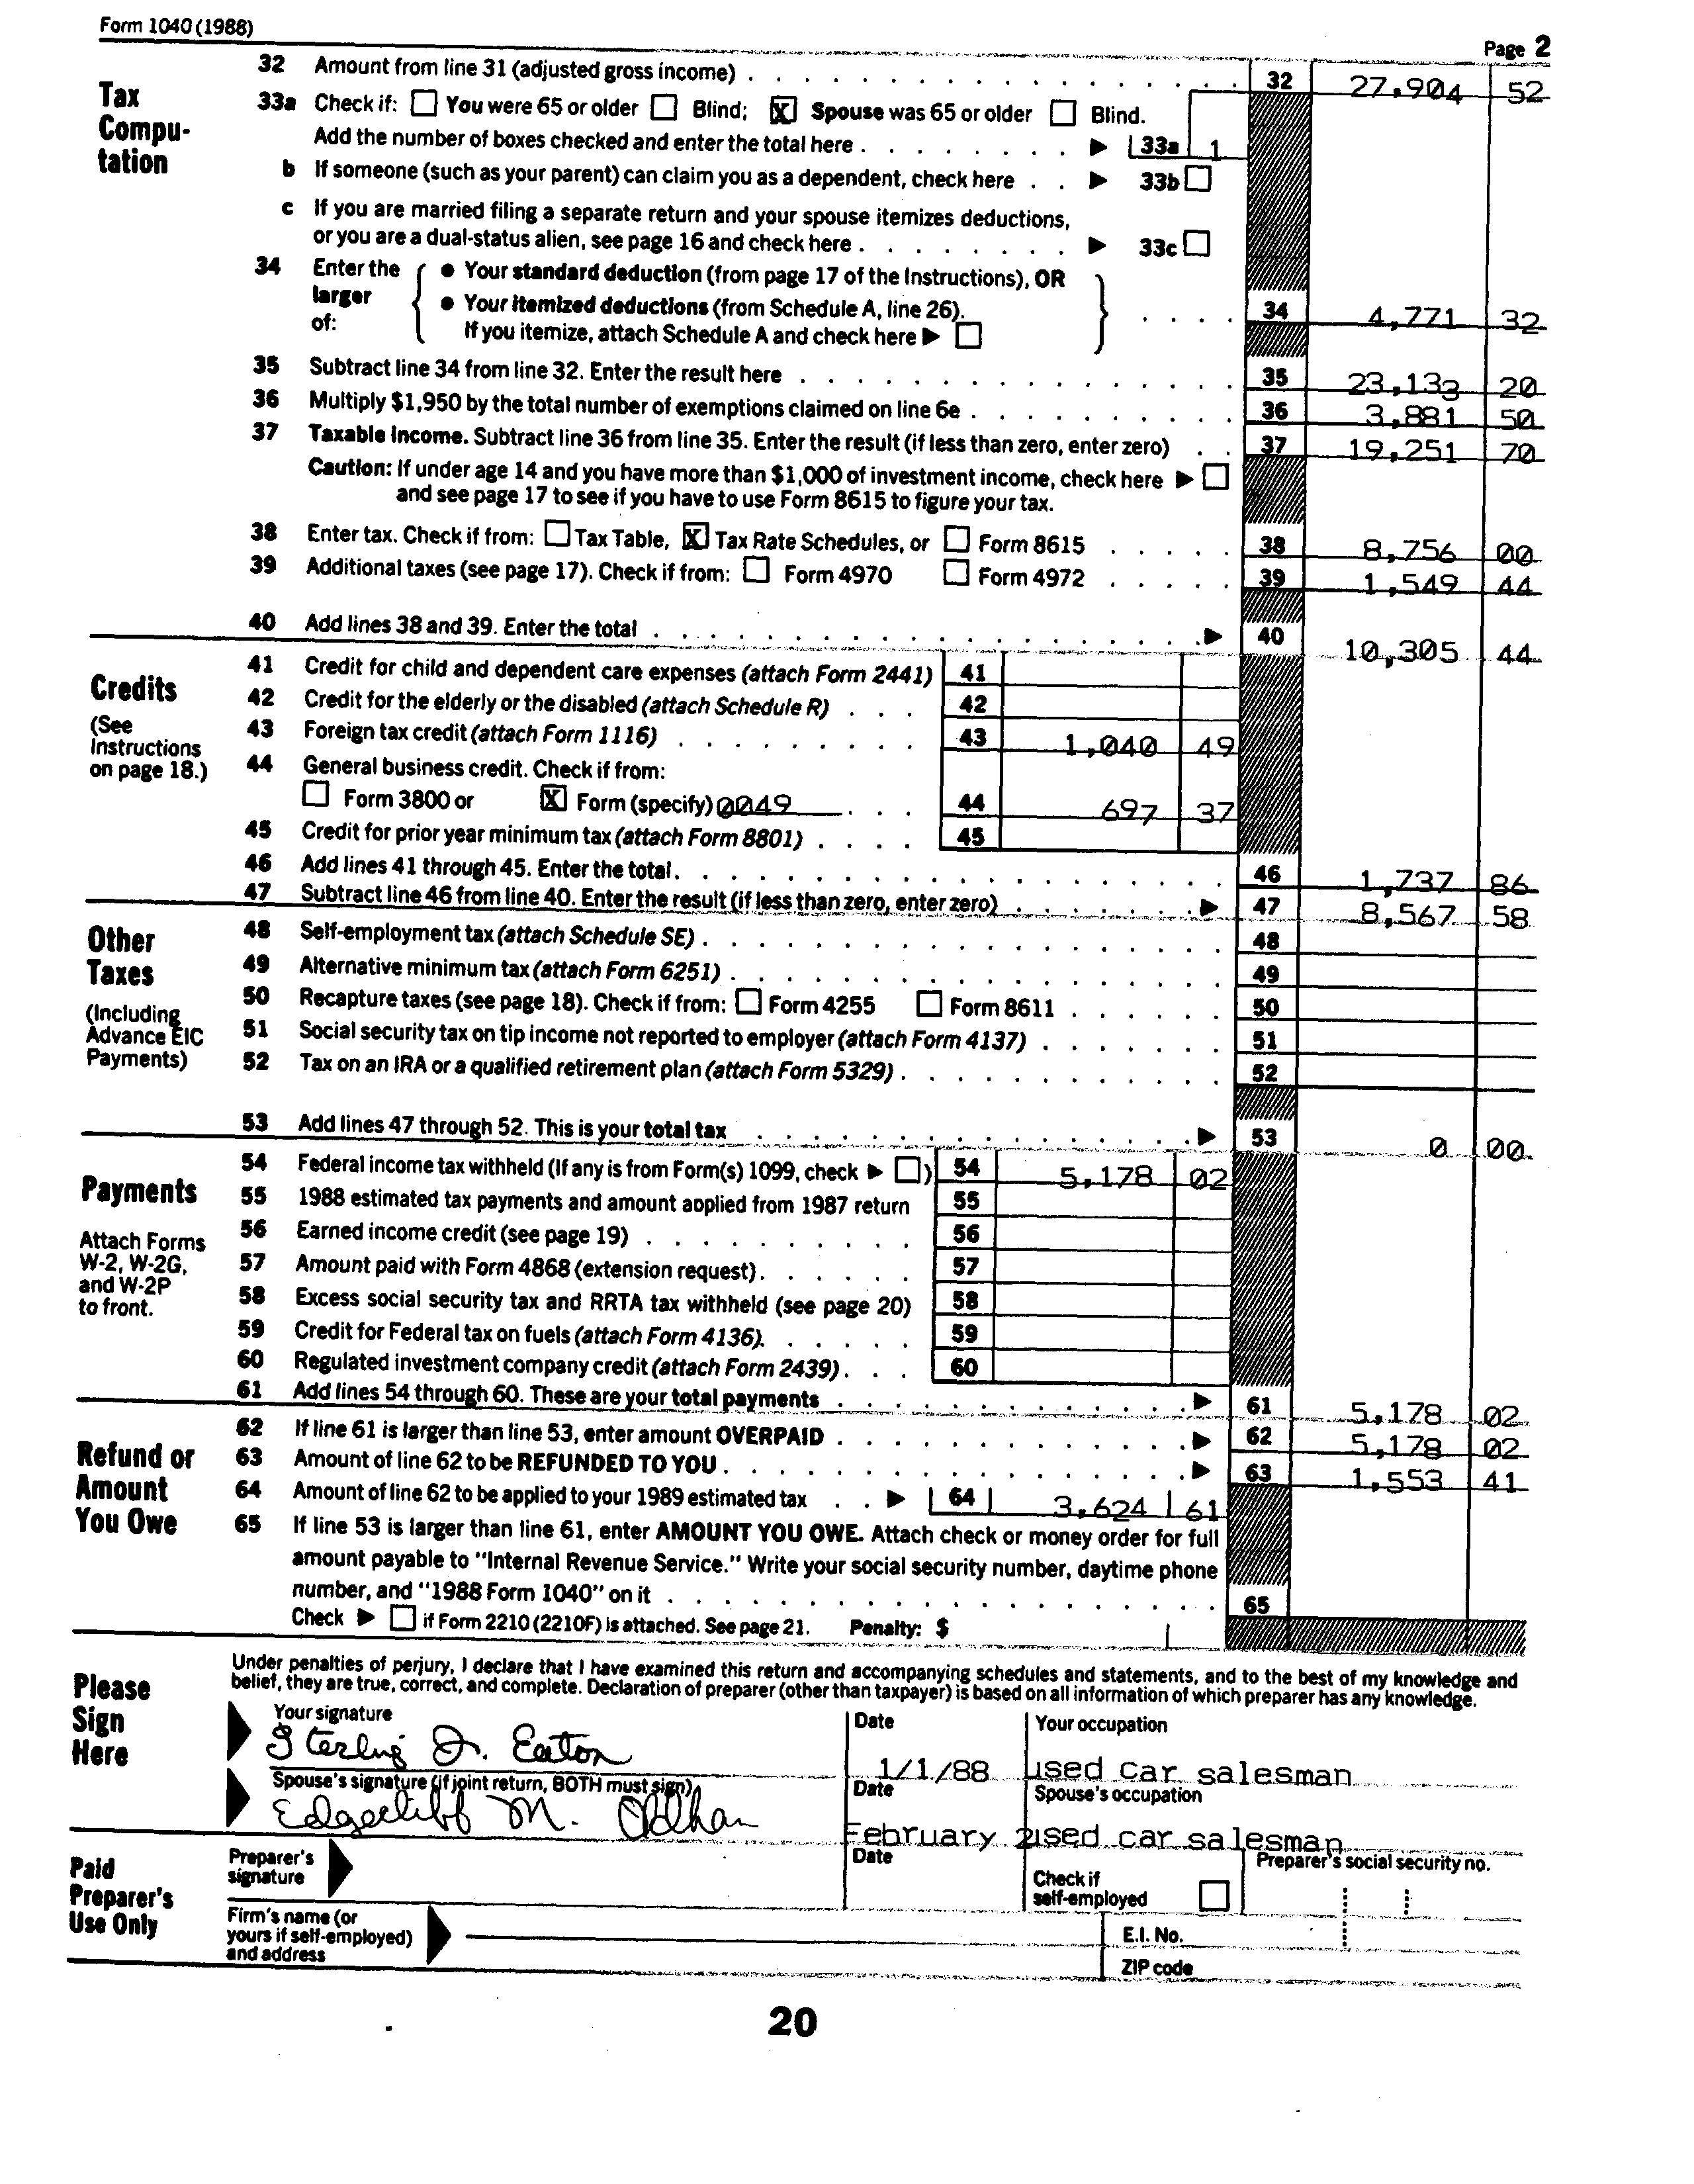 Form 1040 (1988)
Page 2
Tax Compu-tation
32 Amount from line 31 (adjusted gross income) . . . 32 27,904 52
33a Check if: ☐ You were 65 or older ☐ Blind; ☒ Spouse was 65 or older ☐ Blind.
Add the number of boxes checked and enter the total here . . . ▶ 33a 1
b If someone (such as your parent) can claim you as a dependent, check here . . ▶ 33b ☐
c If you are married filing a separate return and your spouse itemizes deductions,
or you are a dual-status alien, see page 16 and check here . . . ▶ 33c ☐
34 Enter the larger of: { ● Your standard deduction (from page 17 of the Instructions), OR
● Your itemized deductions (from Schedule A, line 26).
If you itemize, attach Schedule A and check here ▶ ☐ } . . . . 34 4,771 32
35 Subtract line 34 from line 32. Enter the result here . . . 35 23,133 20
36 Multiply $1,950 by the total number of exemptions claimed on line 6e . . . 36 3,881 50
37 Taxable income. Subtract line 36 from line 35. Enter the result (if less than zero, enter zero) . . 37 19,251 70
Caution: If under age 14 and you have more than $1,000 of investment income, check here ▶ ☐
and see page 17 to see if you have to use Form 8615 to figure your tax.
38 Enter tax. Check if from: ☐ Tax Table, ☒ Tax Rate Schedules, or ☐ Form 8615 . . . 38 8,756 00
39 Additional taxes (see page 17). Check if from: ☐ Form 4970 ☐ Form 4972 . . . 39 1,549 44
40 Add lines 38 and 39. Enter the total . . . ▶ 40 10,305 44
Credits
(See Instructions on page 18.)
41 Credit for child and dependent care expenses (attach Form 2441) 41
42 Credit for the elderly or the disabled (attach Schedule R) . . . 42
43 Foreign tax credit (attach Form 1116) . . . 43 1,040 49
44 General business credit. Check if from:
☐ Form 3800 or ☒ Form (specify) 0049 . . . 44 697 37
45 Credit for prior year minimum tax (attach Form 8801) . . . . 45
46 Add lines 41 through 45. Enter the total . . . 46 1,737 86
47 Subtract line 46 from line 40. Enter the result (if less than zero, enter zero) . . . ▶ 47 8,567 58
Other Taxes
(Including Advance EIC Payments)
48 Self-employment tax (attach Schedule SE) . . . 48
49 Alternative minimum tax (attach Form 6251) . . . 49
50 Recapture taxes (see page 18). Check if from: ☐ Form 4255 ☐ Form 8611 . . . 50
51 Social security tax on tip income not reported to employer (attach Form 4137) . . . 51
52 Tax on an IRA or a qualified retirement plan (attach Form 5329) . . . 52
53 Add lines 47 through 52. This is your total tax . . . ▶ 53 0 00
Payments
Attach Forms W-2, W-2G, and W-2P to front.
54 Federal income tax withheld (If any is from Form(s) 1099, check ▶ ☐) 54 5,178 02
55 1988 estimated tax payments and amount applied from 1987 return 55
56 Earned income credit (see page 19) . . . 56
57 Amount paid with Form 4868 (extension request) . . . 57
58 Excess social security tax and RRTA tax withheld (see page 20) 58
59 Credit for Federal tax on fuels (attach Form 4136) . . . 59
60 Regulated investment company credit (attach Form 2439) . . . 60
61 Add lines 54 through 60. These are your total payments . . . ▶ 61 5,178 02
Refund or Amount You Owe
62 If line 61 is larger than line 53, enter amount OVERPAID . . . ▶ 62 5,178 02
63 Amount of line 62 to be REFUNDED TO YOU . . . ▶ 63 1,553 41
64 Amount of line 62 to be applied to your 1989 estimated tax . . ▶ 64 3,624 61
65 If line 53 is larger than line 61, enter AMOUNT YOU OWE. Attach check or money order for full
amount payable to "Internal Revenue Service." Write your social security number, daytime phone
number, and "1988 Form 1040" on it . . . 65
Check ▶ ☐ if Form 2210 (2210F) is attached. See page 21. Penalty: $
Please Sign Here
Under penalties of perjury, I declare that I have examined this return and accompanying schedules and statements, and to the best of my knowledge and
belief, they are true, correct, and complete. Declaration of preparer (other than taxpayer) is based on all information of which preparer has any knowledge.
Your signature Date Your occupation
Sterling J. Eaton 1/1/88 used car salesman
Spouse's signature (if joint return, BOTH must sign) Date Spouse's occupation
Edgecliff M. Oldhan February 2 used car salesman
Paid Preparer's Use Only
Preparer's signature Date Check if self-employed ☐ Preparer's social security no.
Firm's name (or yours if self-employed) and address
E.I. No.
ZIP code
20